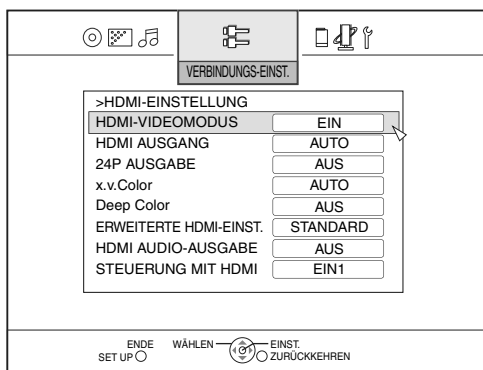 VERBINDUNGS-EINST.
>HDMI-EINSTELLUNG
HDMI-VIDEOMODUS EIN
HDMI AUSGANG AUTO
24P AUSGABE AUS
x.v.Color AUTO
Deep Color AUS
ERWEITERTE HDMI-EINST. STANDARD
HDMI AUDIO-AUSGABE AUS
STEUERUNG MIT HDMI EIN1
ENDE WÄHLEN EINST.
SET UP ZURÜCKKEHREN